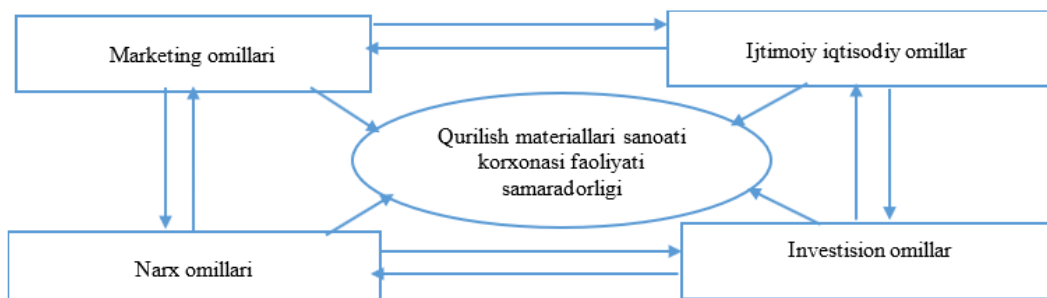 Marketing omillari
Ijtimoiy iqtisodiy omillar
Qurilish materiallari sanoati
korxonasi faoliyati
samaradorligi
Narx omillari
Investision omillar